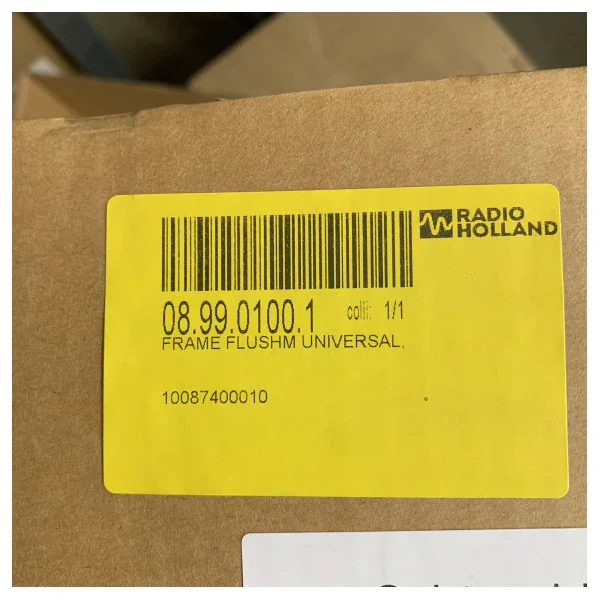 RADIO
HOLLAND
08.99.0100.1 colli: 1/1
FRAME FLUSHM UNIVERSAL,
10087400010